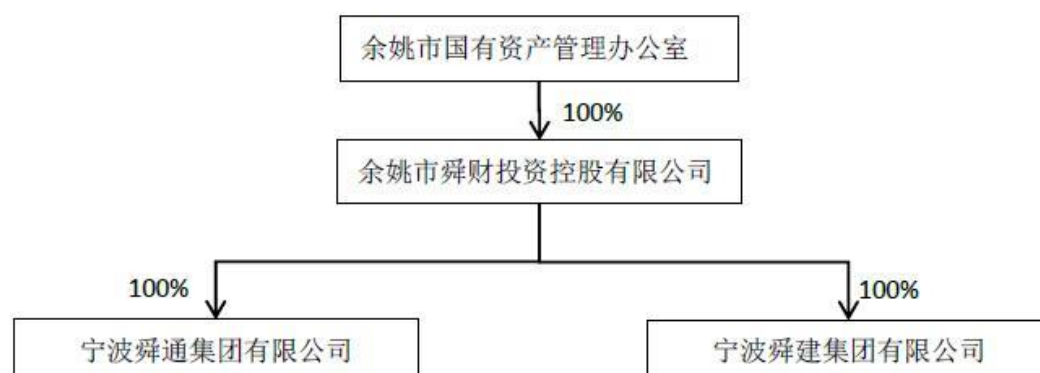 余姚市国有资产管理办公室
100%
余姚市舜财投资控股有限公司
100%
100%
宁波舜通集团有限公司
宁波舜建集团有限公司